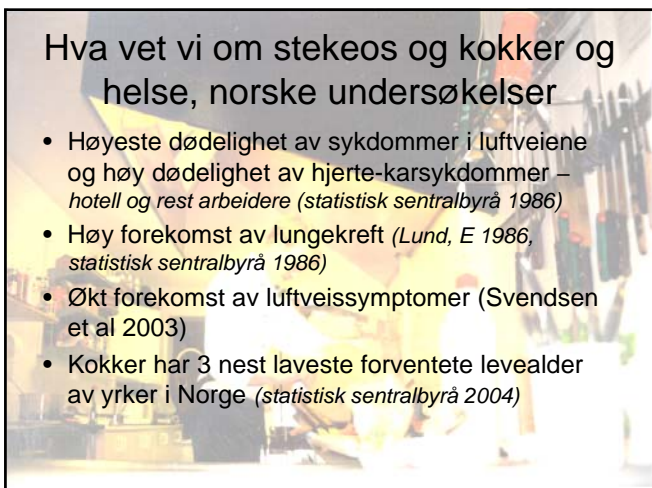 Hva vet vi om stekeos og kokker og
helse, norske undersøkelser
• Høyeste dødelighet av sykdommer i luftveiene
og høy dødelighet av hjerte-karsykdommer –
hotell og rest arbeidere (statistisk sentralbyrå 1986)
• Høy forekomst av lungekreft (Lund, E 1986,
statistisk sentralbyrå 1986)
• Økt forekomst av luftveissymptomer (Svendsen
et al 2003)
• Kokker har 3 nest laveste forventete levealder
av yrker i Norge (statistisk sentralbyrå 2004)